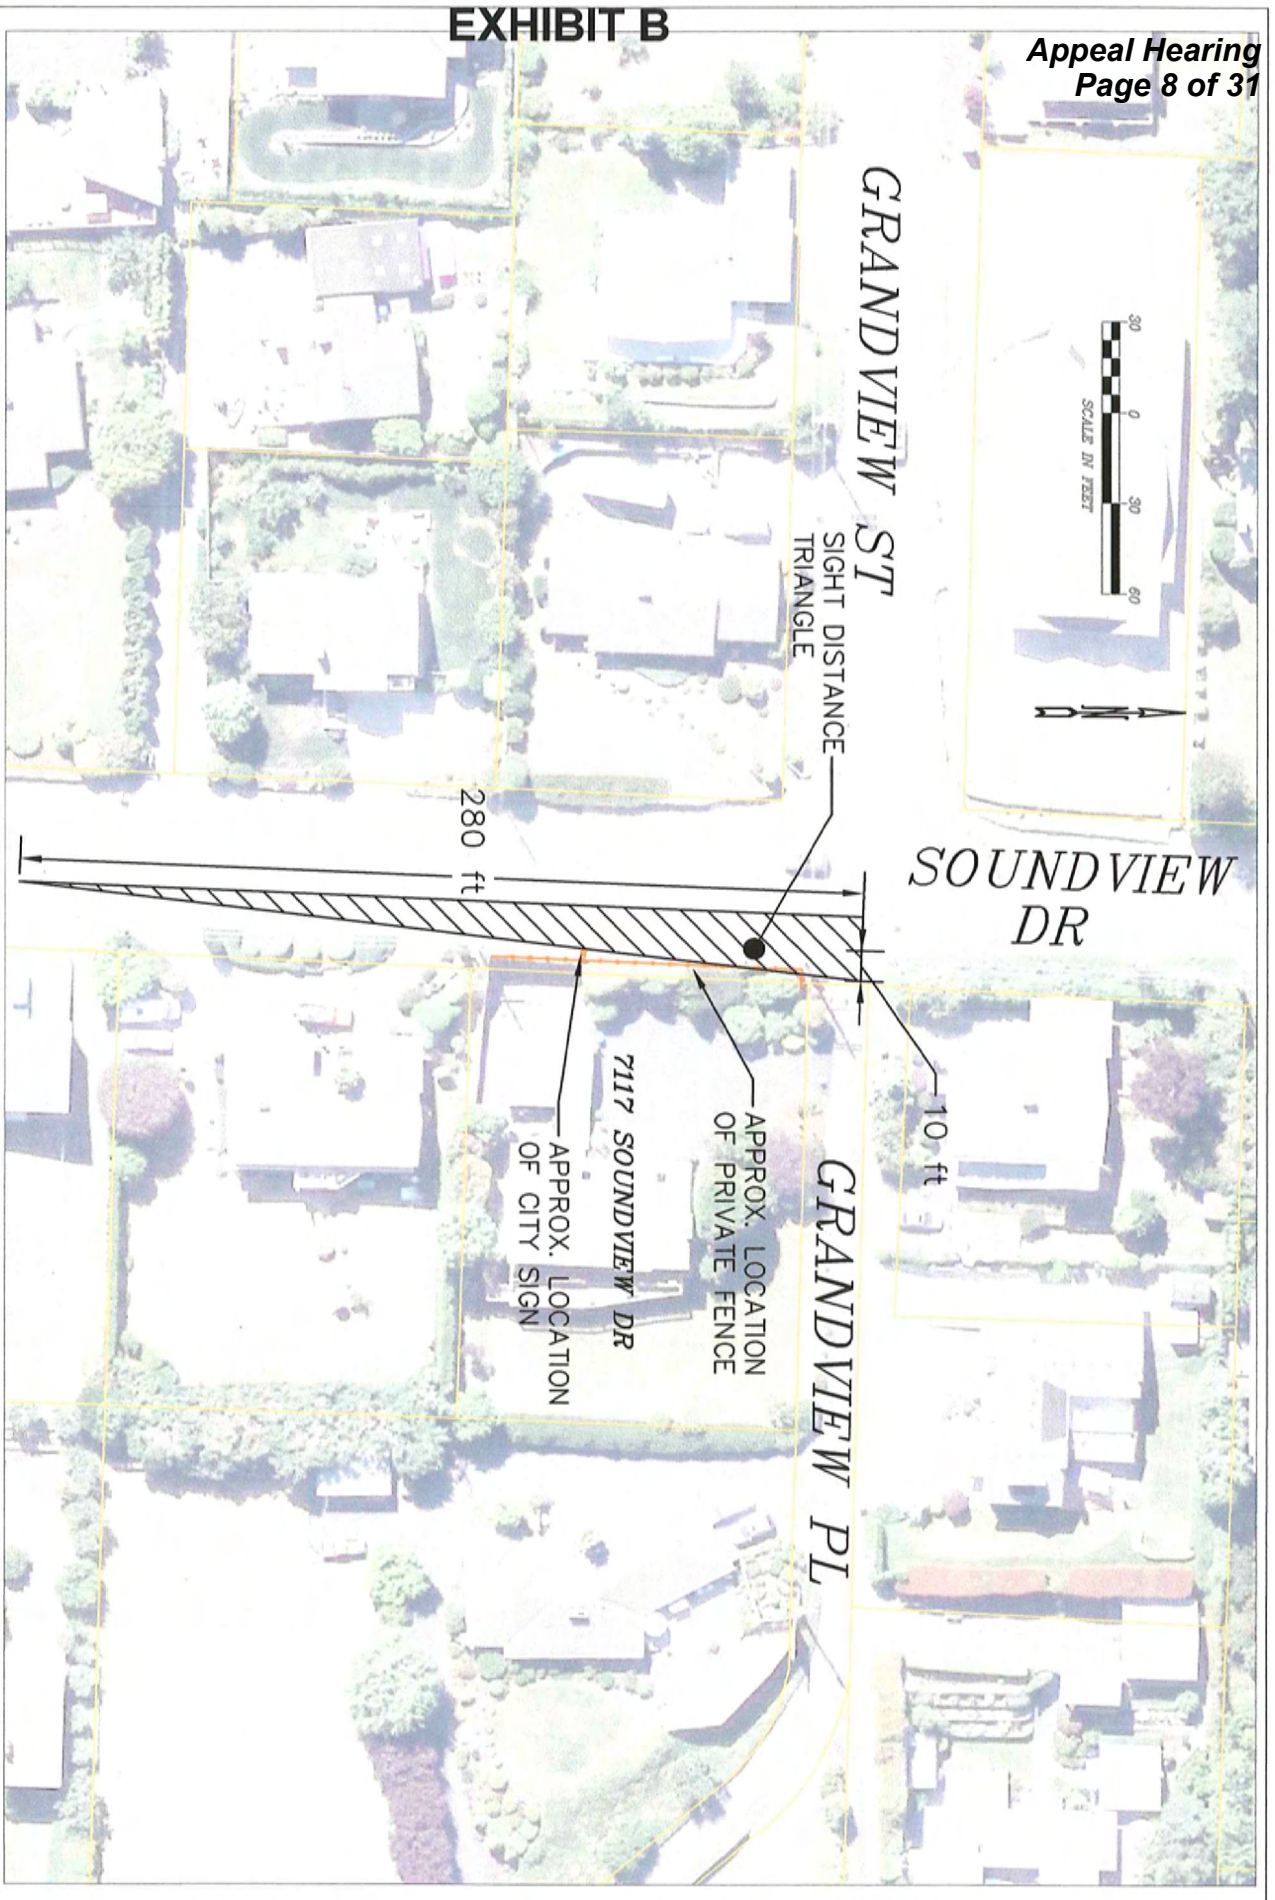 EXHIBIT B
Appeal Hearing
Page 8 of 31
30
0
30
60
SCALE IN FEET
N
GRANDVIEW ST
SIGHT DISTANCE
TRIANGLE
SOUNDVIEW
DR
280 ft
10 ft
GRANDVIEW PL
APPROX. LOCATION
OF PRIVATE FENCE
7117 SOUNDVIEW DR
APPROX. LOCATION
OF CITY SIGN